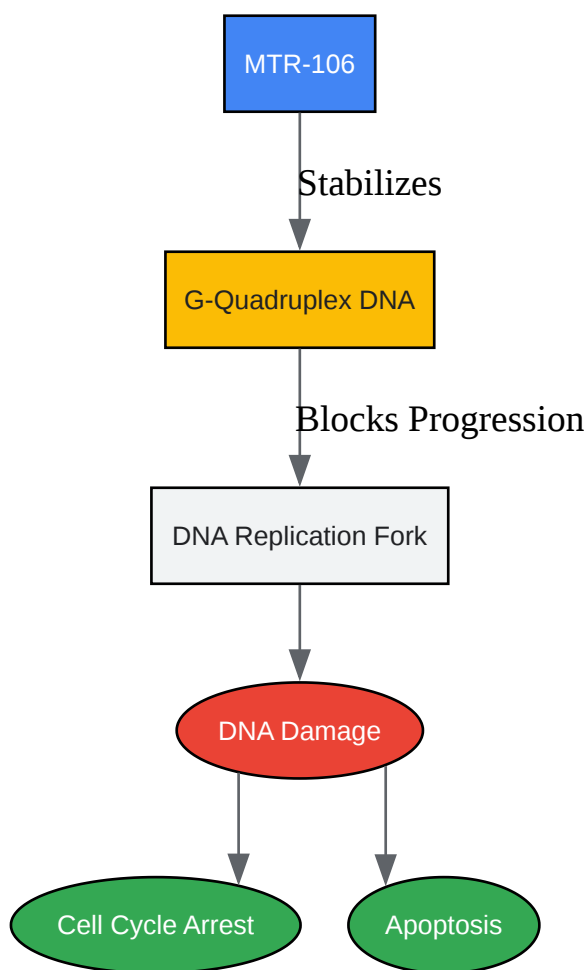 MTR-106
Stabilizes
G-Quadruplex DNA
Blocks Progression
DNA Replication Fork
DNA Damage
Cell Cycle Arrest
Apoptosis